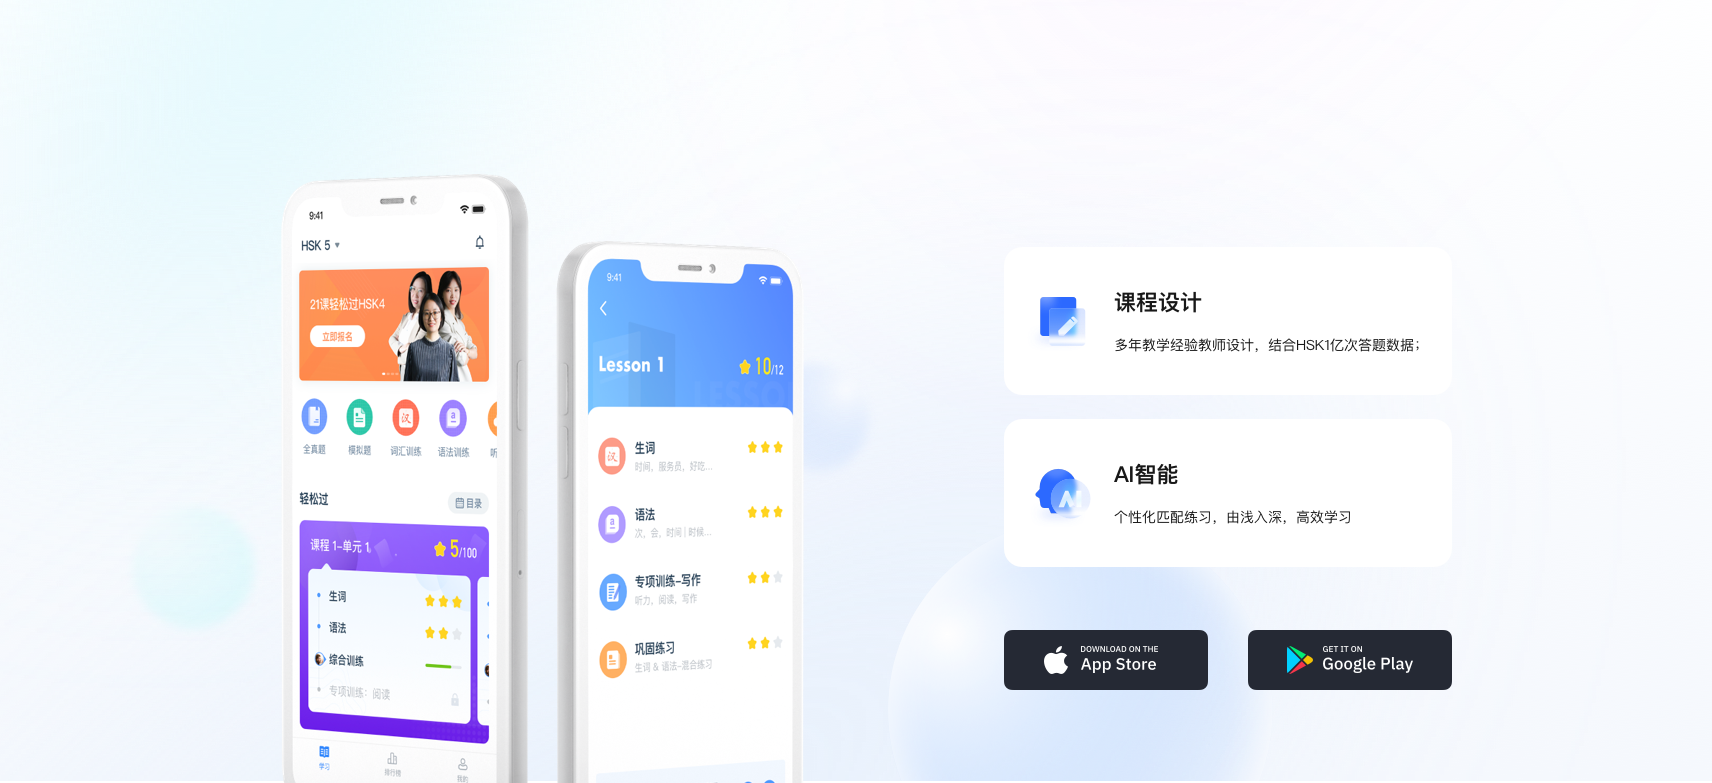 9:41
HSK 5
21课轻松过HSK4
立即报名
全真题
模拟题
词汇训练
语法训练
听
轻松过
目录
课程 1-单元 1
5/100
生词
语法
综合训练
专项训练：阅读
学习
排行榜
我的
9:41
Lesson 1
10/12
LESSO
生词
时间，服务员，好吃...
语法
次，会，时间 | 时候...
专项训练-写作
听力，阅读，写作
巩固练习
生词 & 语法-混合练习
课程设计
多年教学经验教师设计，结合HSK1亿次答题数据；
AI
AI智能
个性化匹配练习，由浅入深，高效学习
DOWNLOAD ON THE
App Store
GET IT ON
Google Play